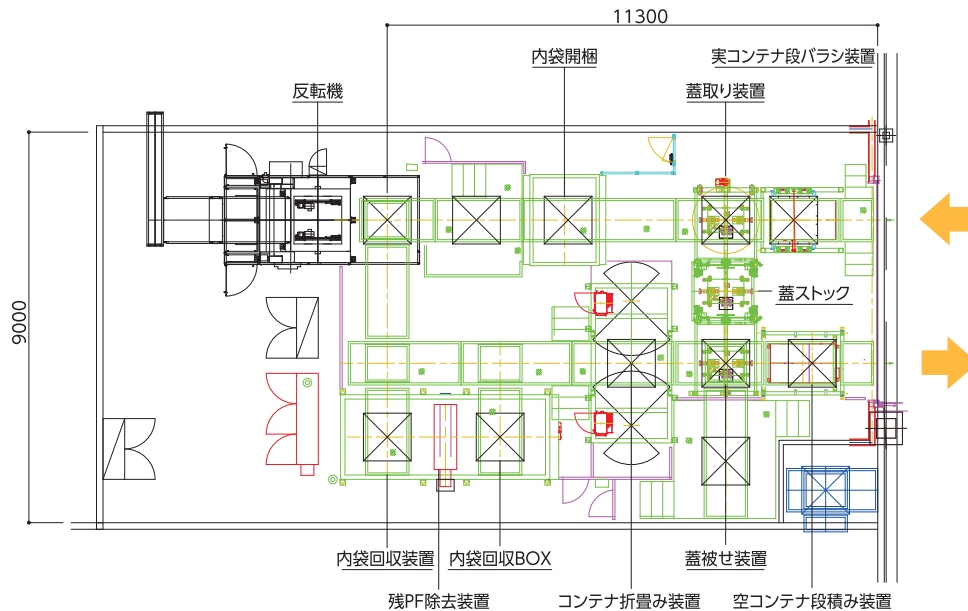 11300
実コンテナ段バラシ装置
内袋開梱
反転機
蓋取り装置
9000
蓋ストック
内袋回収装置
内袋回収BOX
蓋被せ装置
残PF除去装置
コンテナ折畳み装置
空コンテナ段積み装置